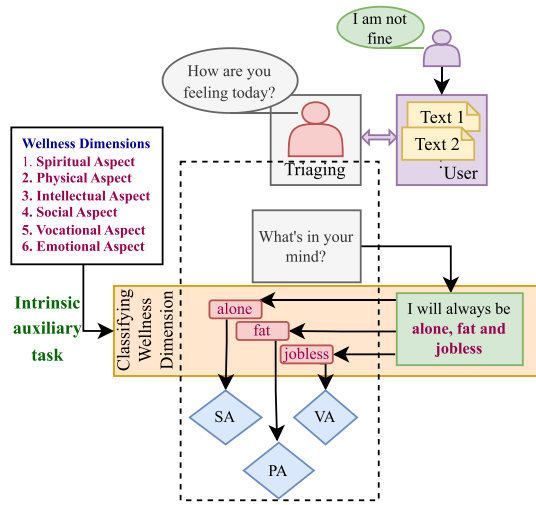 I am not
fine
How are you
feeling today?
Text 1
Text 2
Triaging
User
Wellness Dimensions
1. Spiritual Aspect
2. Physical Aspect
3. Intellectual Aspect
4. Social Aspect
5. Vocational Aspect
6. Emotional Aspect
What's in your
mind?
Intrinsic
auxiliary
task
Classifying
Wellness
Dimension
alone
fat
jobless
I will always be
alone, fat and
jobless
SA
VA
PA